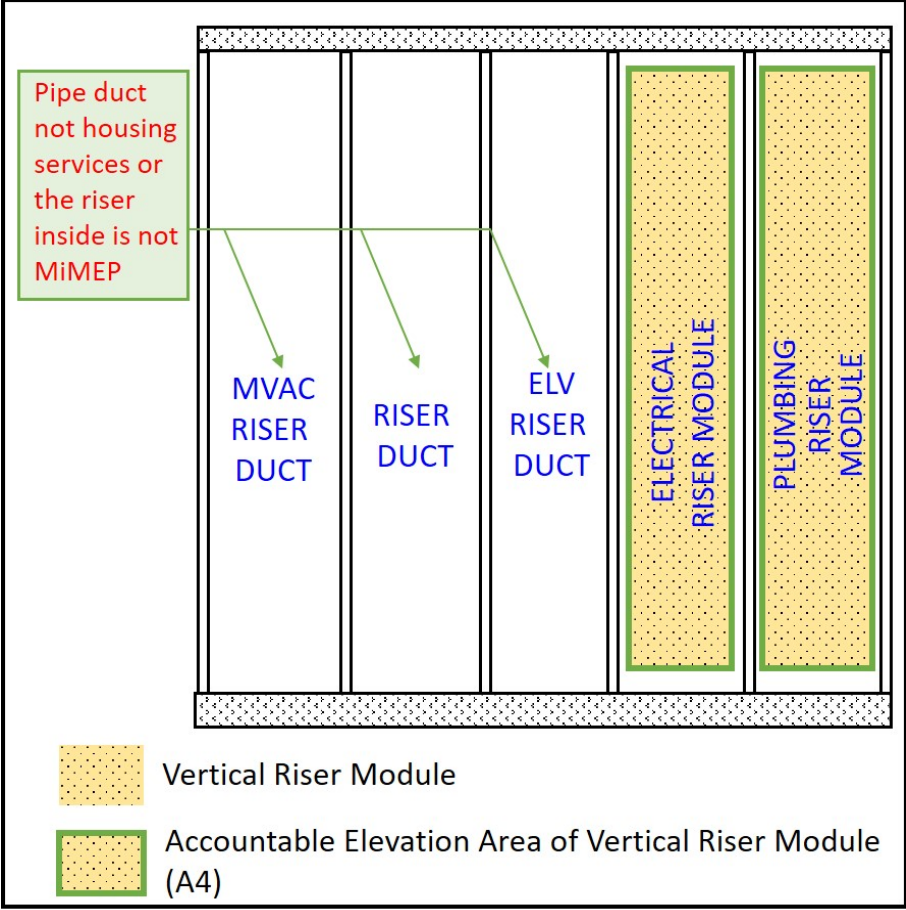 Pipe duct
not housing
services or
the riser
inside is not
MiMEP
MVAC
RISER
DUCT
RISER
DUCT
ELV
RISER
DUCT
ELECTRICAL
RISER MODULE
PLUMBING
RISER
MODULE
Vertical Riser Module
Accountable Elevation Area of Vertical Riser Module
(A4)